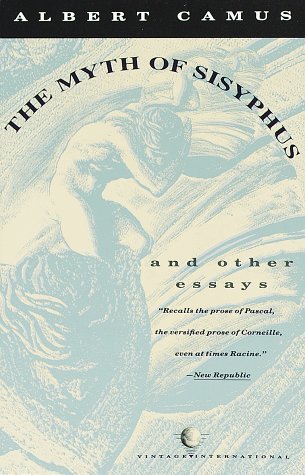 ALBERT CAMUS
THE MYTH OF SISYPHUS
and other
essays
"Recalls the prose of Pascal,
the versified prose of Corneille,
even at times Racine."
—New Republic
VINTAGE INTERNATIONAL